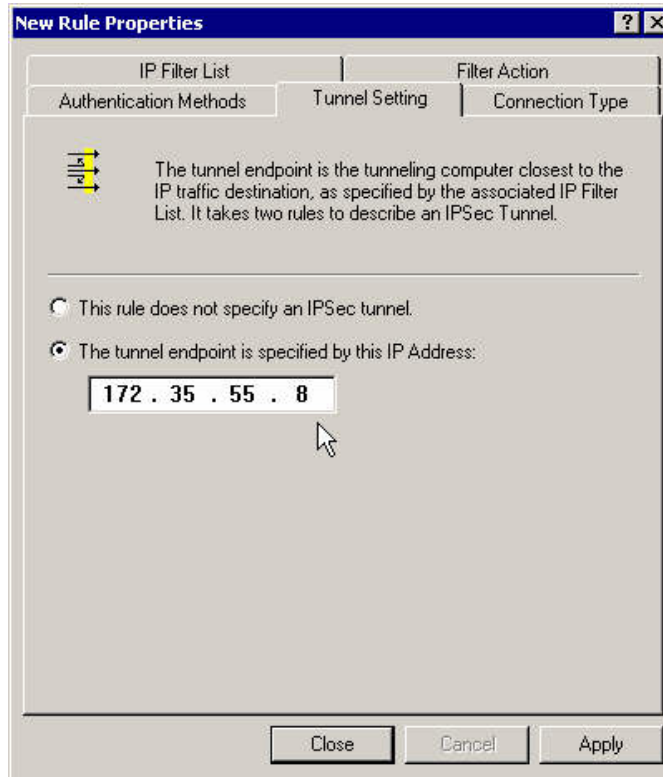 New Rule Properties
IP Filter List
Filter Action
Authentication Methods
Tunnel Setting
Connection Type
The tunnel endpoint is the tunneling computer closest to the
IP traffic destination, as specified by the associated IP Filter
List. It takes two rules to describe an IPSec Tunnel.
This rule does not specify an IPSec tunnel.
The tunnel endpoint is specified by this IP Address:
172 . 35 . 55 . 8
Close
Cancel
Apply